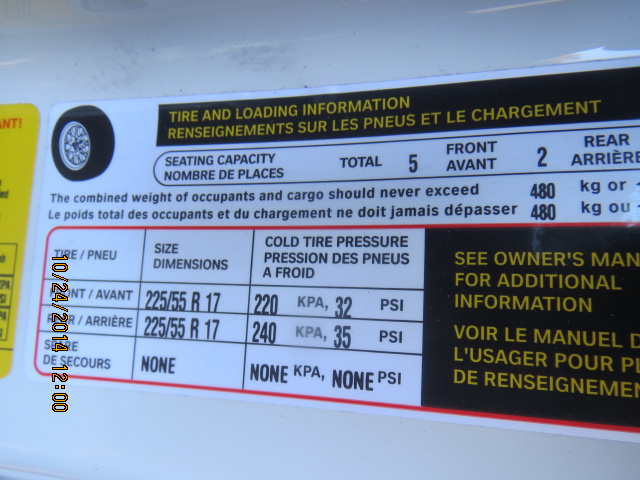 TIRE AND LOADING INFORMATION
RENSEIGNEMENTS SUR LES PNEUS ET LE CHARGEMENT
SEATING CAPACITY
NOMBRE DE PLACES
TOTAL 5
FRONT
AVANT
2
REAR
ARRIÈRE
The combined weight of occupants and cargo should never exceed 480 kg or
Le poids total des occupants et du chargement ne doit jamais dépasser 480 kg ou
TIRE / PNEU
SIZE
DIMENSIONS
COLD TIRE PRESSURE
PRESSION DES PNEUS
A FROID
/ AVANT 225/55 R 17 220 KPA, 32 PSI
/ ARRIÈRE 225/55 R 17 240 KPA, 35 PSI
DE SECOURS
NONE NONE KPA, NONE PSI
SEE OWNER'S
FOR ADDITIONAL
INFORMATION
VOIR LE MANUEL
L'USAGER POUR
DE
10/24/2014 12:00